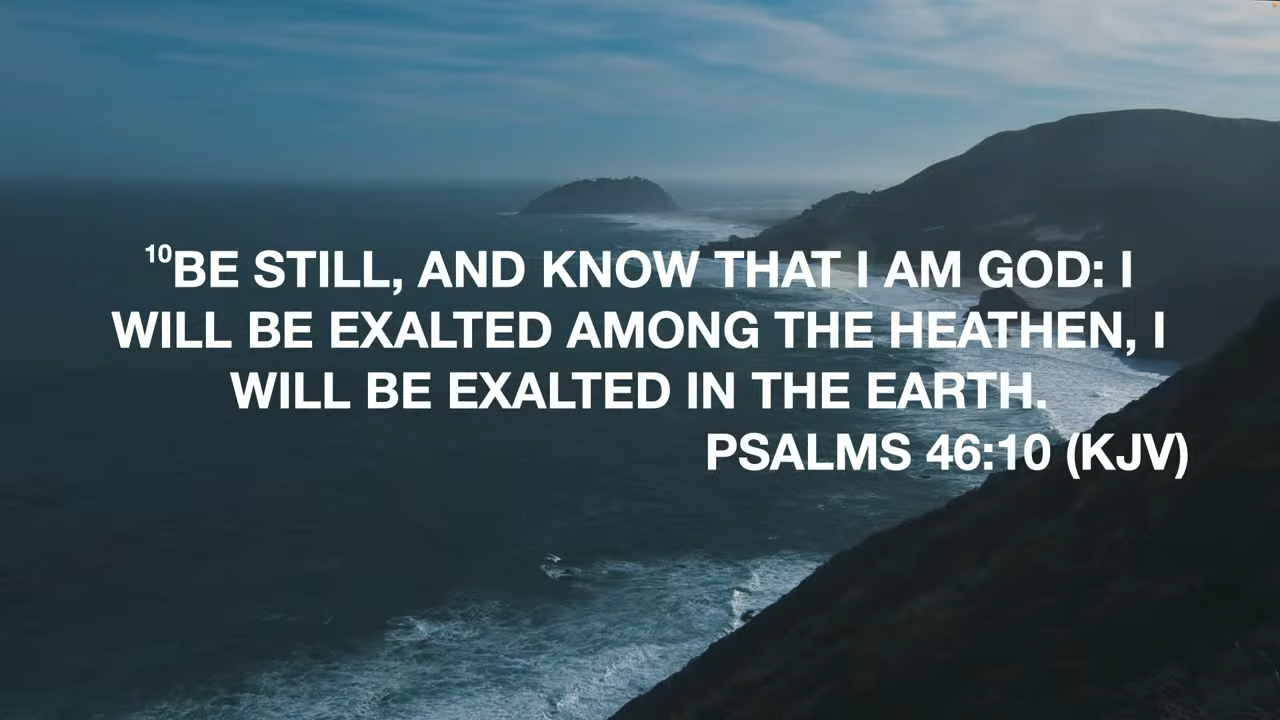 ¹⁰BE STILL, AND KNOW THAT I AM GOD: I
WILL BE EXALTED AMONG THE HEATHEN, I
WILL BE EXALTED IN THE EARTH.
PSALMS 46:10 (KJV)